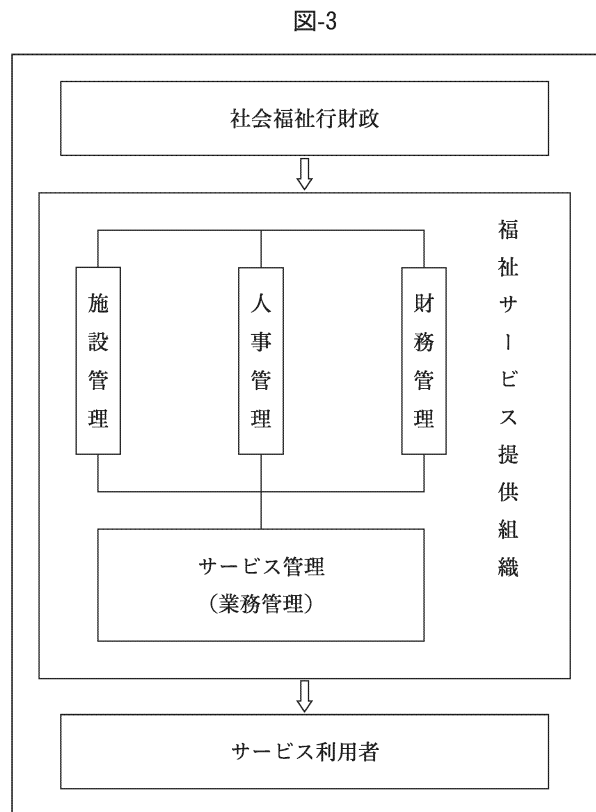 図-3
社会福祉行財政
施設管理
人事管理
財務管理
福祉サービス提供組織
サービス管理
（業務管理）
サービス利用者